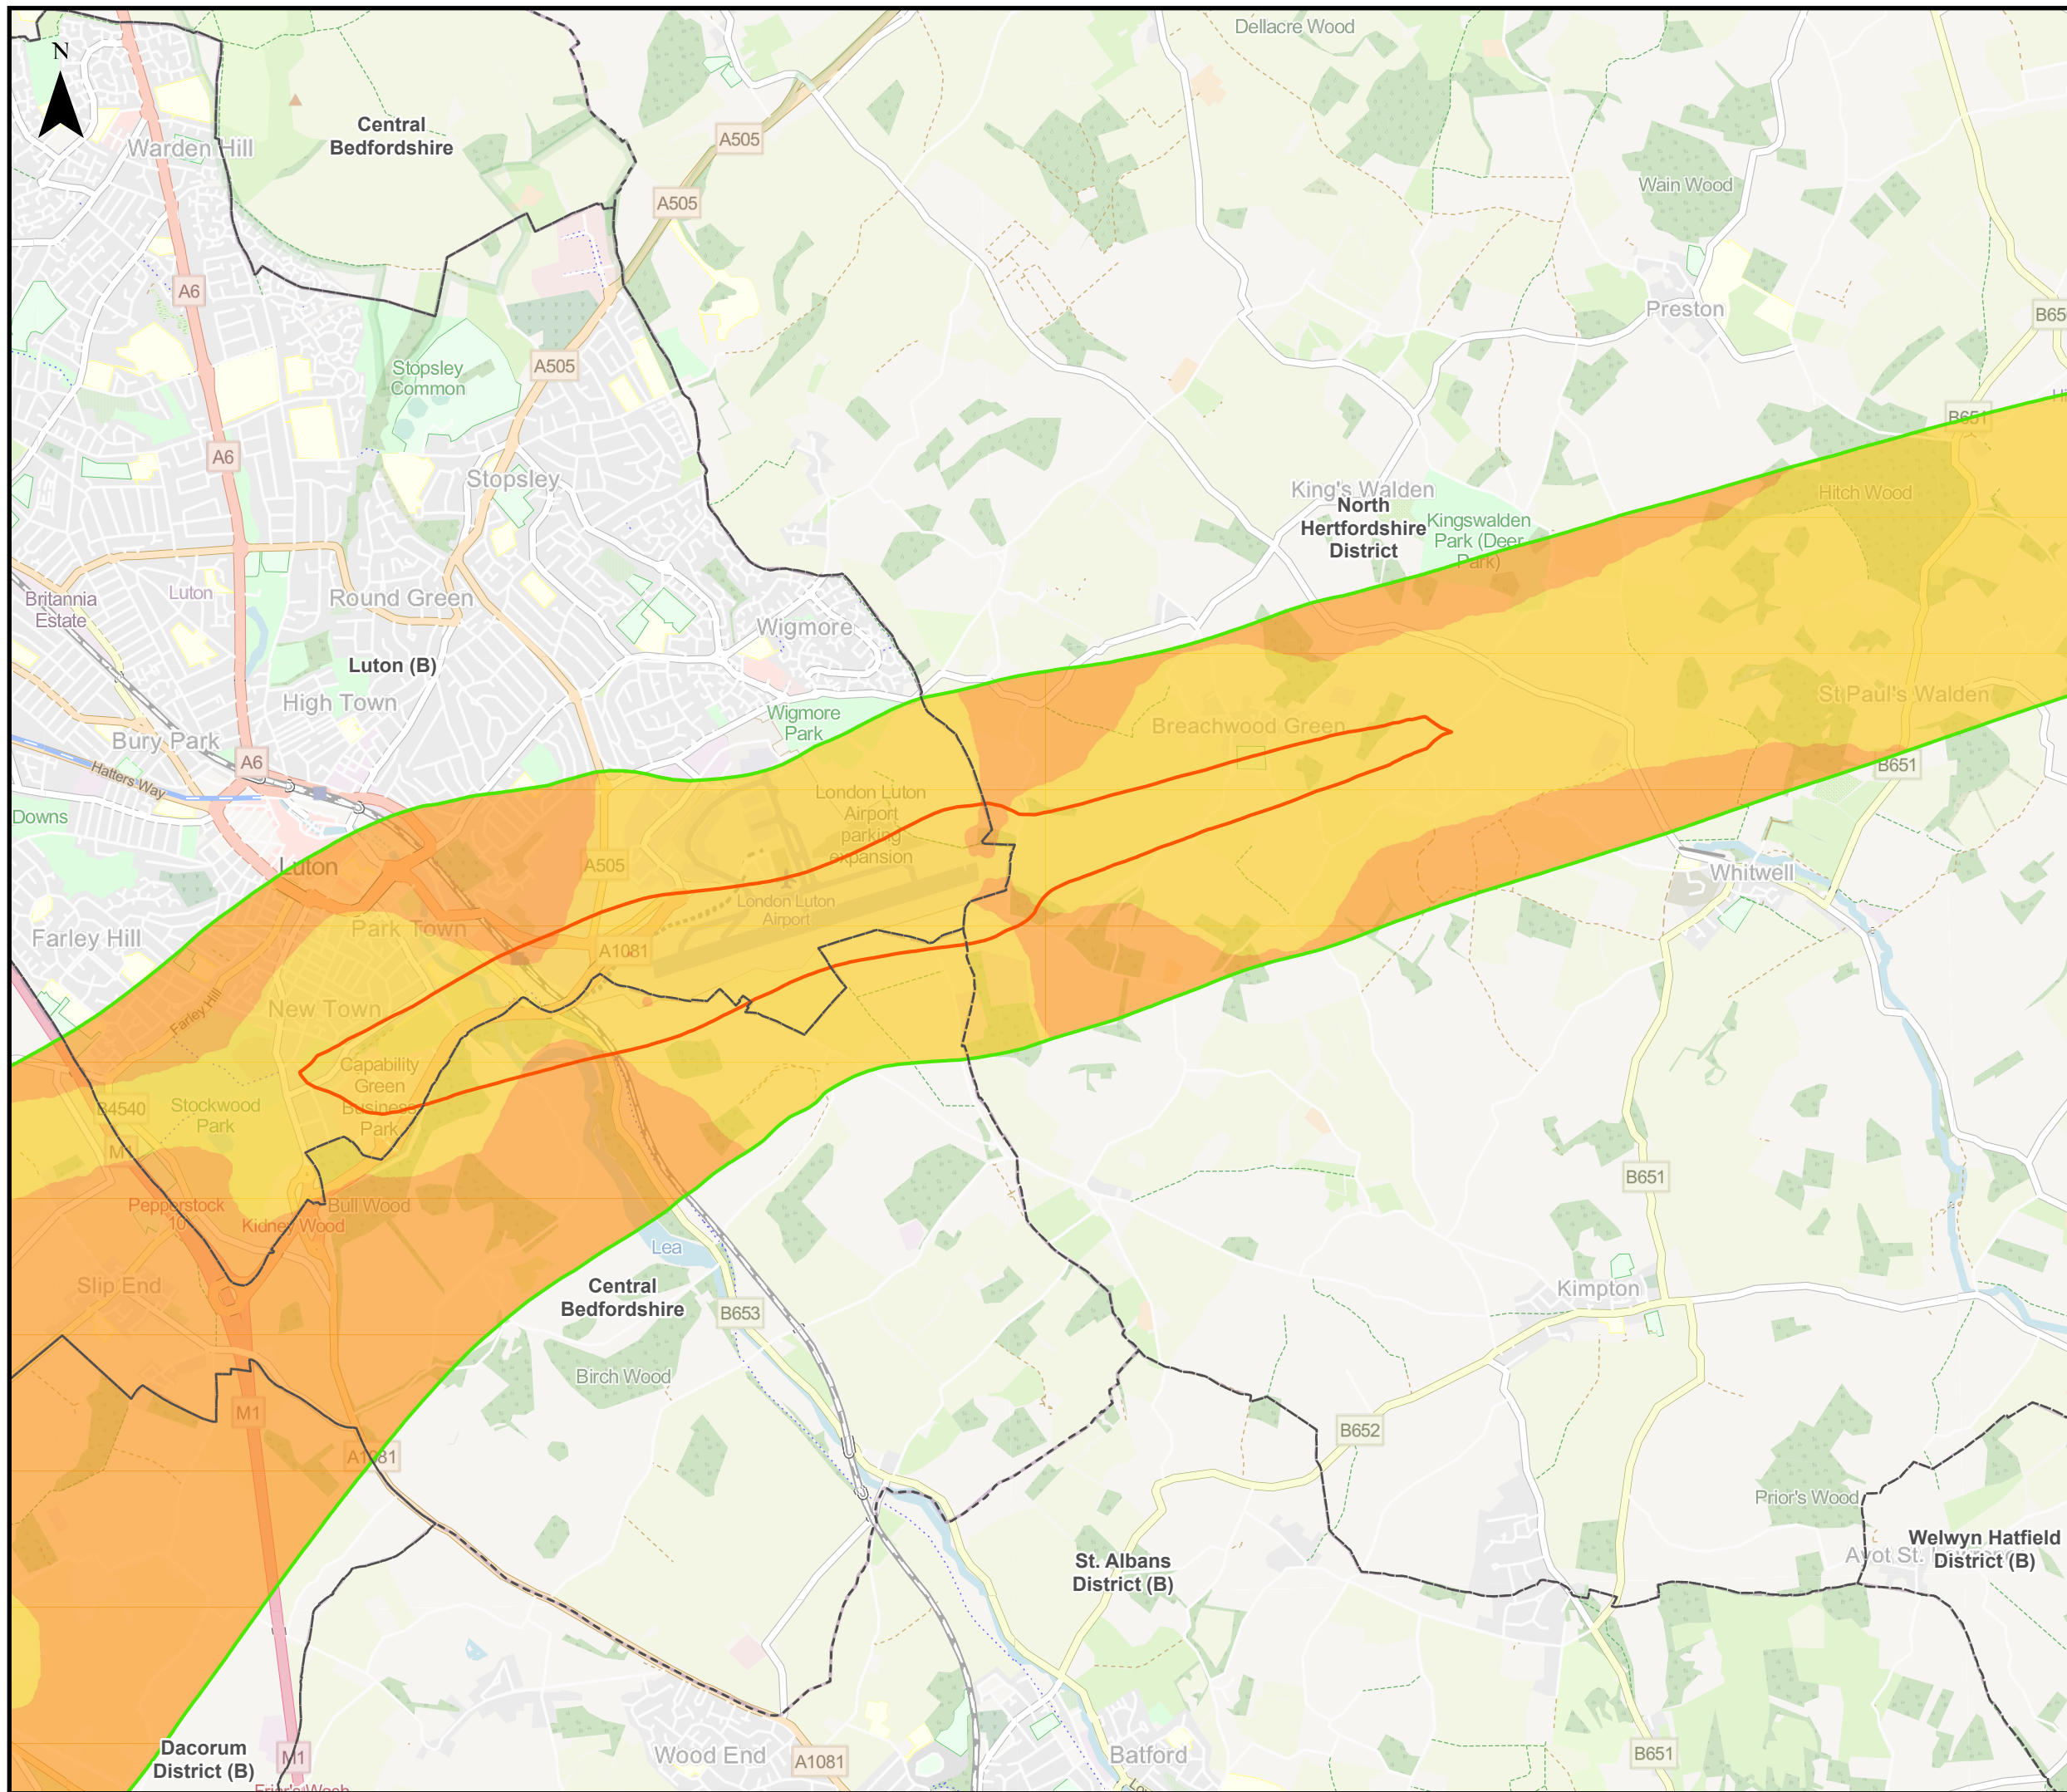 Dellacre Wood
N
Central
Bedfordshire
Warden Hill
A505
Wain Wood
A505
A6
Preston
Stopsley
Common
A505
B651
A6
Stopsley
King's Walden
North
Hertfordshire
District
Kingswalden
Park (Deer
Park)
Hitch Wood
Britannia
Estate
Luton
Round Green
Wigmore
Luton (B)
High Town
Wigmore
Park
Breachwood Green
St Paul's Walden
Bury Park
A6
Hatters Way
B651
London Luton
Airport
parking
expansion
Downs
Luton
A505
Whitwell
London Luton
Airport
Park Town
Farley Hill
A1081
New Town
Farley Hill
Capability
Green
Business
Park
B4540
Stockwood
Park
M1
B651
Pepperstock
10
Bull Wood
Kidney Wood
Lea
Slip End
Central
Bedfordshire
B653
Kimpton
Birch Wood
M1
A1081
B652
Prior's Wood
Welwyn Hatfield
District (B)
St. Albans
District (B)
Dacorum
District (B)
M1
Wood End
A1081
Batford
B651
Friar's Wash